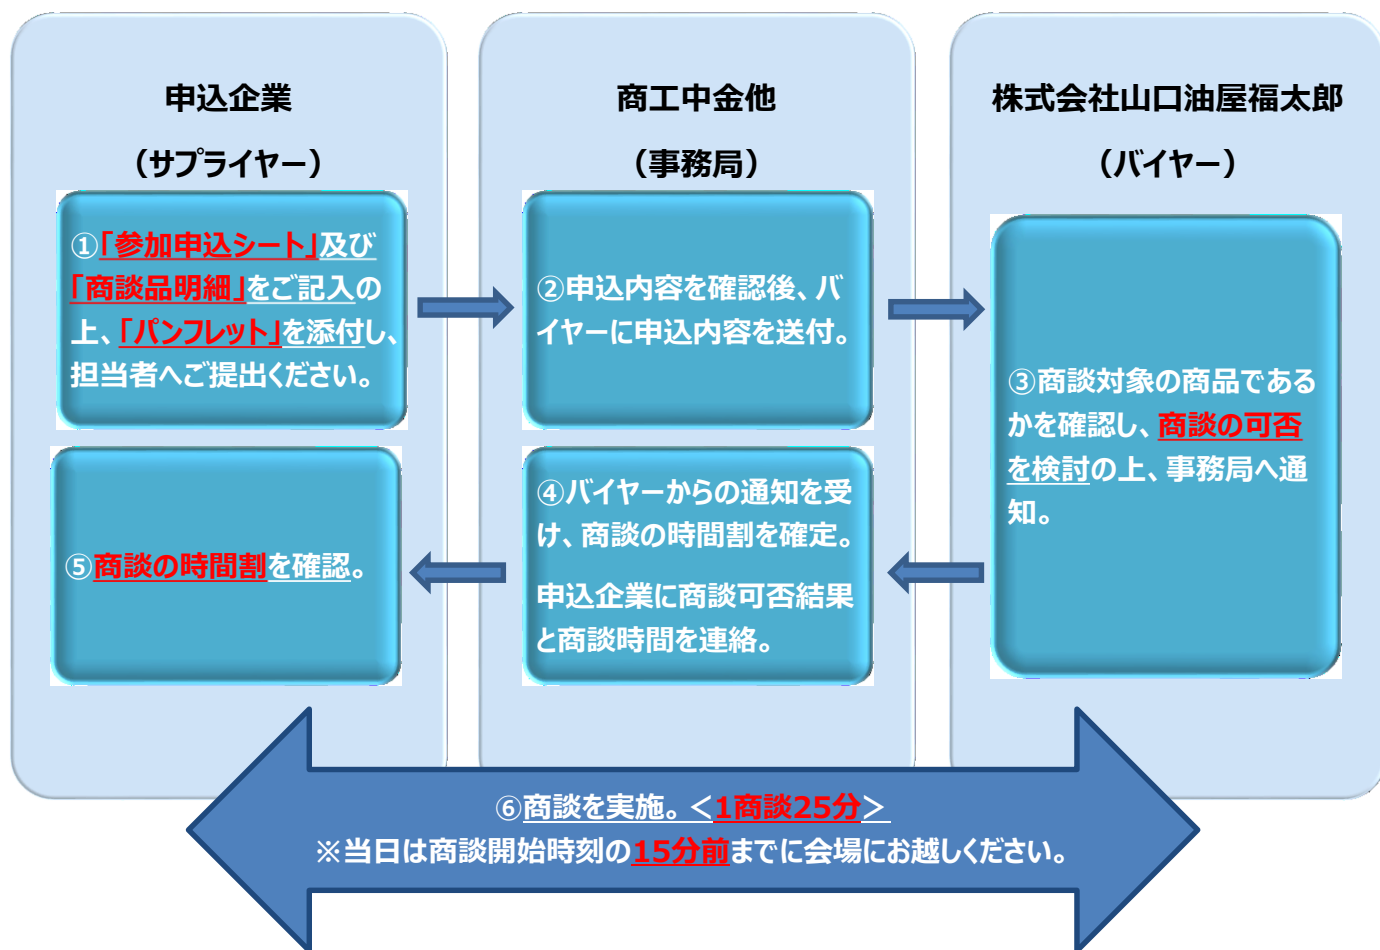 申込企業
（サプライヤー）
①「参加申込シート」及び
「商談品明細」をご記入の
上、「パンフレット」を添付し、
担当者へご提出ください。
⑤商談の時間割を確認。
商工中金他
（事務局）
②申込内容を確認後、バ
イヤーに申込内容を送付。
④バイヤーからの通知を受
け、商談の時間割を確定。
申込企業に商談可否結果
と商談時間を連絡。
株式会社山口油屋福太郎
（バイヤー）
③商談対象の商品である
かを確認し、商談の可否
を検討の上、事務局へ通
知。
⑥商談を実施。＜1商談25分＞
※当日は商談開始時刻の15分前までに会場にお越しください。